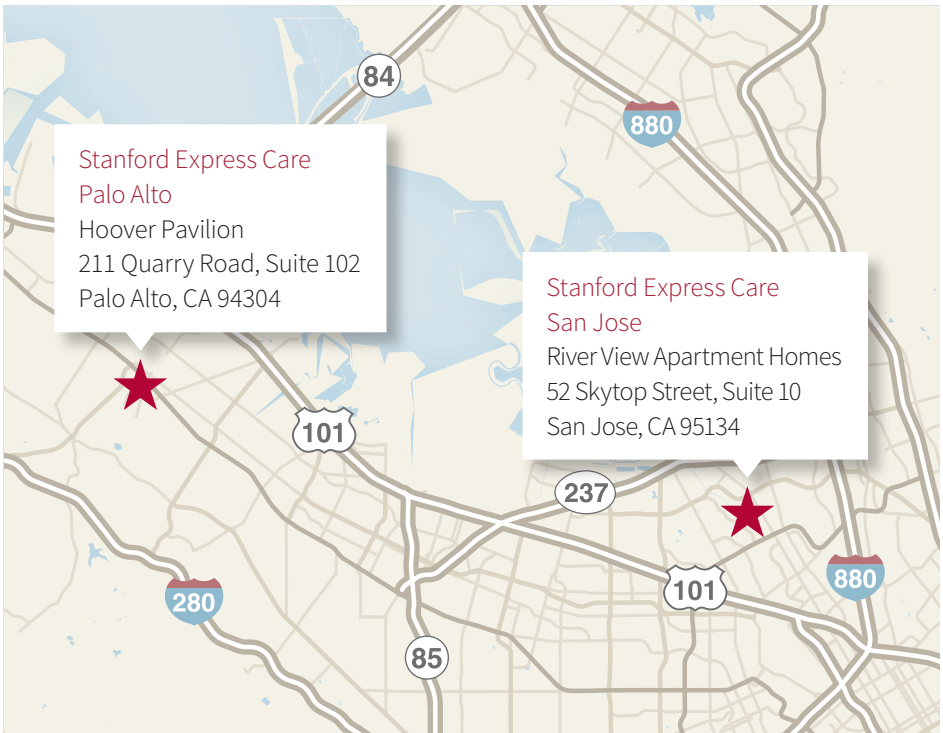 84
880
Stanford Express Care
Palo Alto
Hoover Pavilion
211 Quarry Road, Suite 102
Palo Alto, CA 94304
Stanford Express Care
San Jose
River View Apartment Homes
52 Skytop Street, Suite 10
San Jose, CA 95134
101
237
280
101
880
85